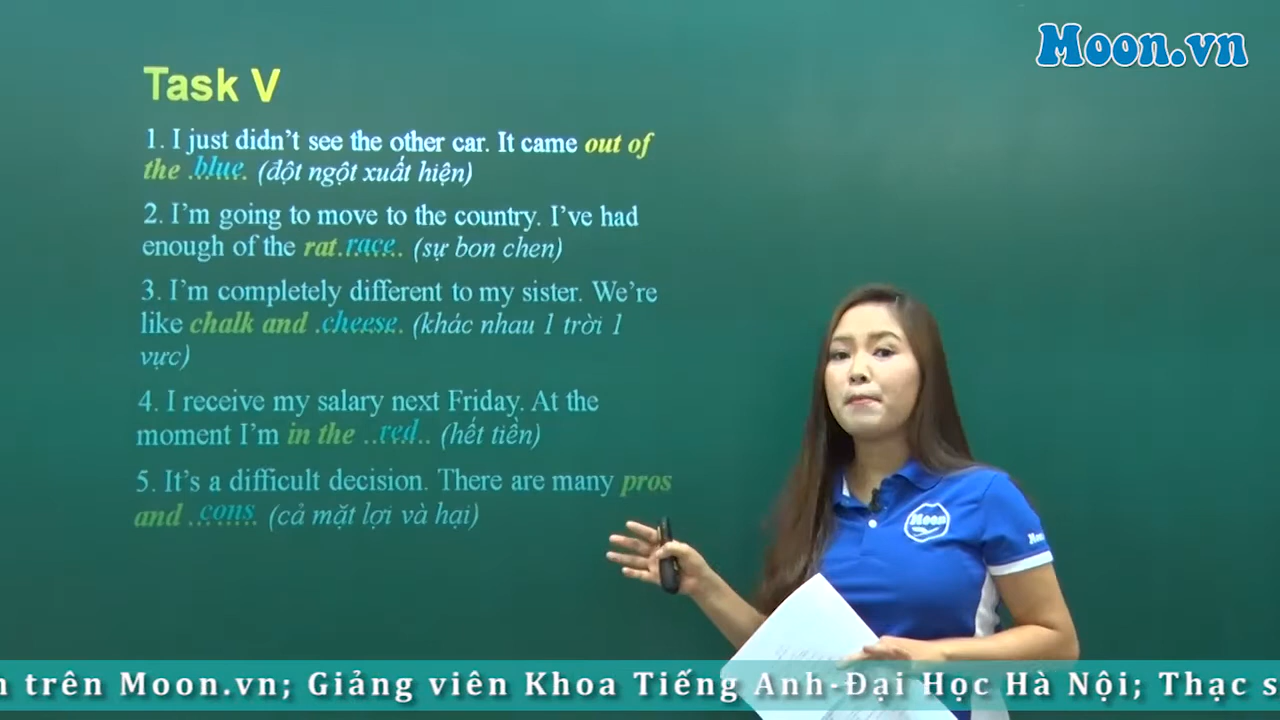 Moon.vn
Task V
1. I just didn't see the other car. It came out of
the ..blue... (đột ngột xuất hiện)
2. I'm going to move to the country. I've had
enough of the rat..race.. (sự bon chen)
3. I'm completely different to my sister. We're
like chalk and .cheese. (khác nhau 1 trời 1
vực)
4. I receive my salary next Friday. At the
moment I'm in the ..red.. (hết tiền)
5. It's a difficult decision. There are many pros
and ..cons.. (cả mặt lợi và hại)
Moon
trên Moon.vn; Giảng viên Khoa Tiếng Anh-Đại Học Hà Nội; Thạc s